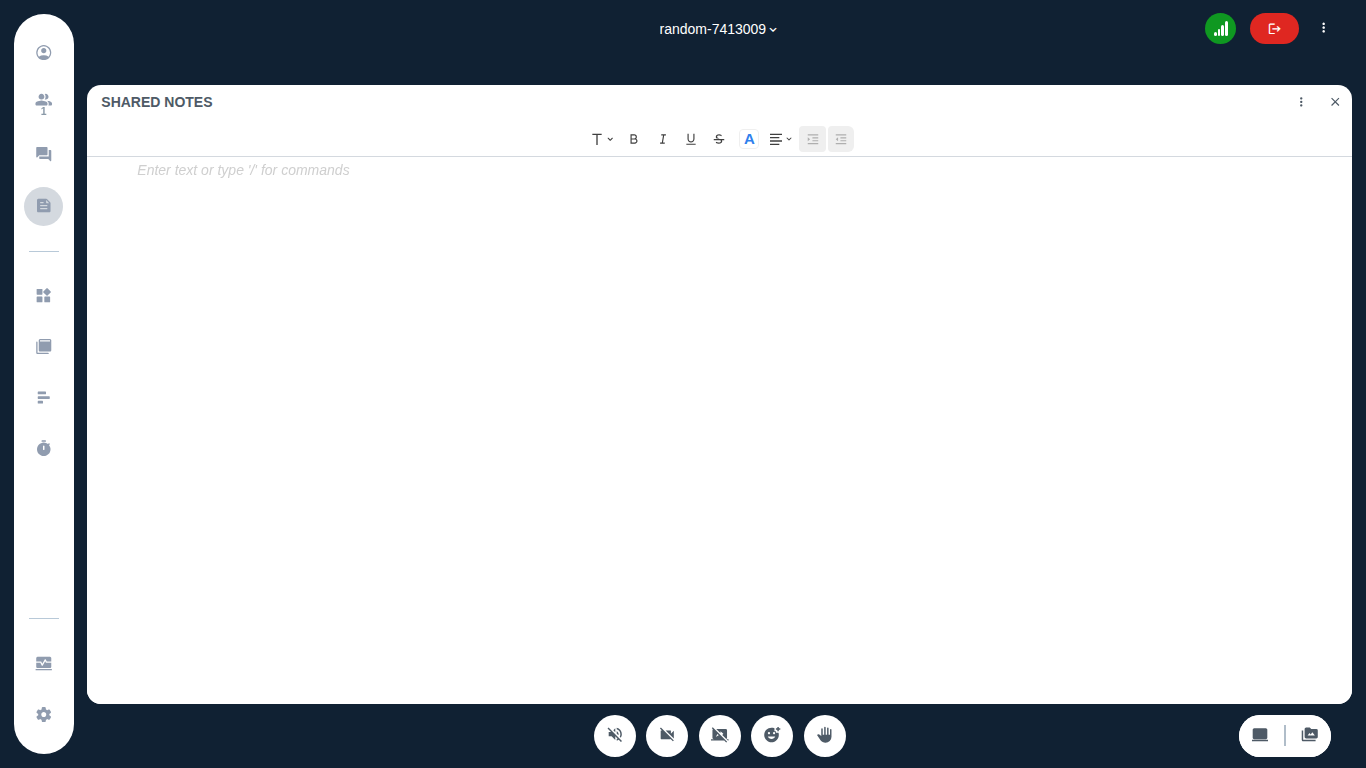 random-7413009
1
SHARED NOTES
T B I U S A
Enter text or type '/' for commands